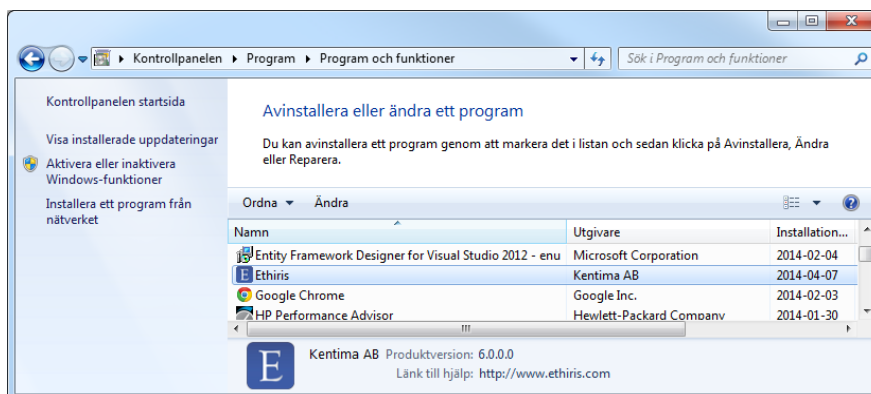 Kontrollpanelen Program Program och funktioner Sök i Program och funktioner
Kontrollpanelen startsida
Visa installerade uppdateringar
Aktivera eller inaktivera
Windows-funktioner
Installera ett program från
nätverket
Avinstallera eller ändra ett program
Du kan avinstallera ett program genom att markera det i listan och sedan klicka på Avinstallera, Ändra
eller Reparera.
Ordna Ändra
Namn Utgivare Installation...
Entity Framework Designer for Visual Studio 2012 - enu Microsoft Corporation 2014-02-04
E Ethiris Kentima AB 2014-04-07
Google Chrome Google Inc. 2014-02-03
HP Performance Advisor Hewlett-Packard Company 2014-01-30
E
Kentima AB Produktversion: 6.0.0.0
Länk till hjälp: http://www.ethiris.com